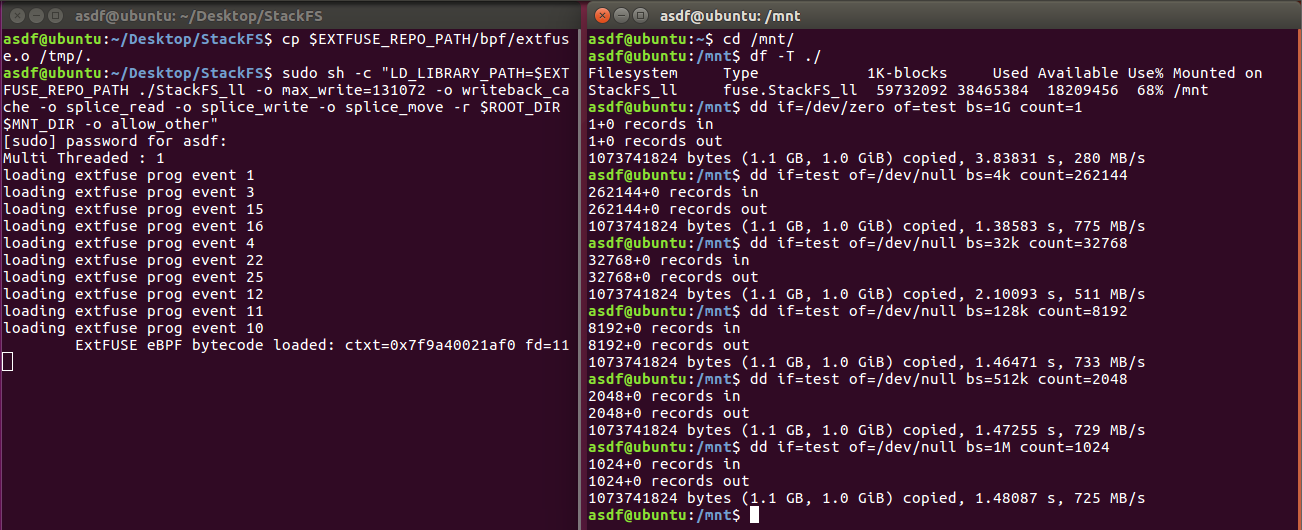 asdf@ubuntu: ~/Desktop/StackFS
asdf@ubuntu:~/Desktop/StackFS$ cp $EXTFUSE_REPO_PATH/bpf/extfus
e.o /tmp/.
asdf@ubuntu:~/Desktop/StackFS$ sudo sh -c "LD_LIBRARY_PATH=$EXT
FUSE_REPO_PATH ./StackFS_ll -o max_write=131072 -o writeback_ca
che -o splice_read -o splice_write -o splice_move -r $ROOT_DIR
$MNT_DIR -o allow_other"
[sudo] password for asdf:
Multi Threaded : 1
loading extfuse prog event 1
loading extfuse prog event 3
loading extfuse prog event 15
loading extfuse prog event 16
loading extfuse prog event 4
loading extfuse prog event 22
loading extfuse prog event 25
loading extfuse prog event 12
loading extfuse prog event 11
loading extfuse prog event 10
ExtFUSE eBPF bytecode loaded: ctxt=0x7f9a40021af0 fd=11
asdf@ubuntu: /mnt
asdf@ubuntu:~$ cd /mnt/
asdf@ubuntu:/mnt$ df -T ./
Filesystem Type 1K-blocks Used Available Use% Mounted on
StackFS_ll fuse.StackFS_ll 59732092 38465384 18209456 68% /mnt
asdf@ubuntu:/mnt$ dd if=/dev/zero of=test bs=1G count=1
1+0 records in
1+0 records out
1073741824 bytes (1.1 GB, 1.0 GiB) copied, 3.83831 s, 280 MB/s
asdf@ubuntu:/mnt$ dd if=test of=/dev/null bs=4k count=262144
262144+0 records in
262144+0 records out
1073741824 bytes (1.1 GB, 1.0 GiB) copied, 1.38583 s, 775 MB/s
asdf@ubuntu:/mnt$ dd if=test of=/dev/null bs=32k count=32768
32768+0 records in
32768+0 records out
1073741824 bytes (1.1 GB, 1.0 GiB) copied, 2.10093 s, 511 MB/s
asdf@ubuntu:/mnt$ dd if=test of=/dev/null bs=128k count=8192
8192+0 records in
8192+0 records out
1073741824 bytes (1.1 GB, 1.0 GiB) copied, 1.46471 s, 733 MB/s
asdf@ubuntu:/mnt$ dd if=test of=/dev/null bs=512k count=2048
2048+0 records in
2048+0 records out
1073741824 bytes (1.1 GB, 1.0 GiB) copied, 1.47255 s, 729 MB/s
asdf@ubuntu:/mnt$ dd if=test of=/dev/null bs=1M count=1024
1024+0 records in
1024+0 records out
1073741824 bytes (1.1 GB, 1.0 GiB) copied, 1.48087 s, 725 MB/s
asdf@ubuntu:/mnt$